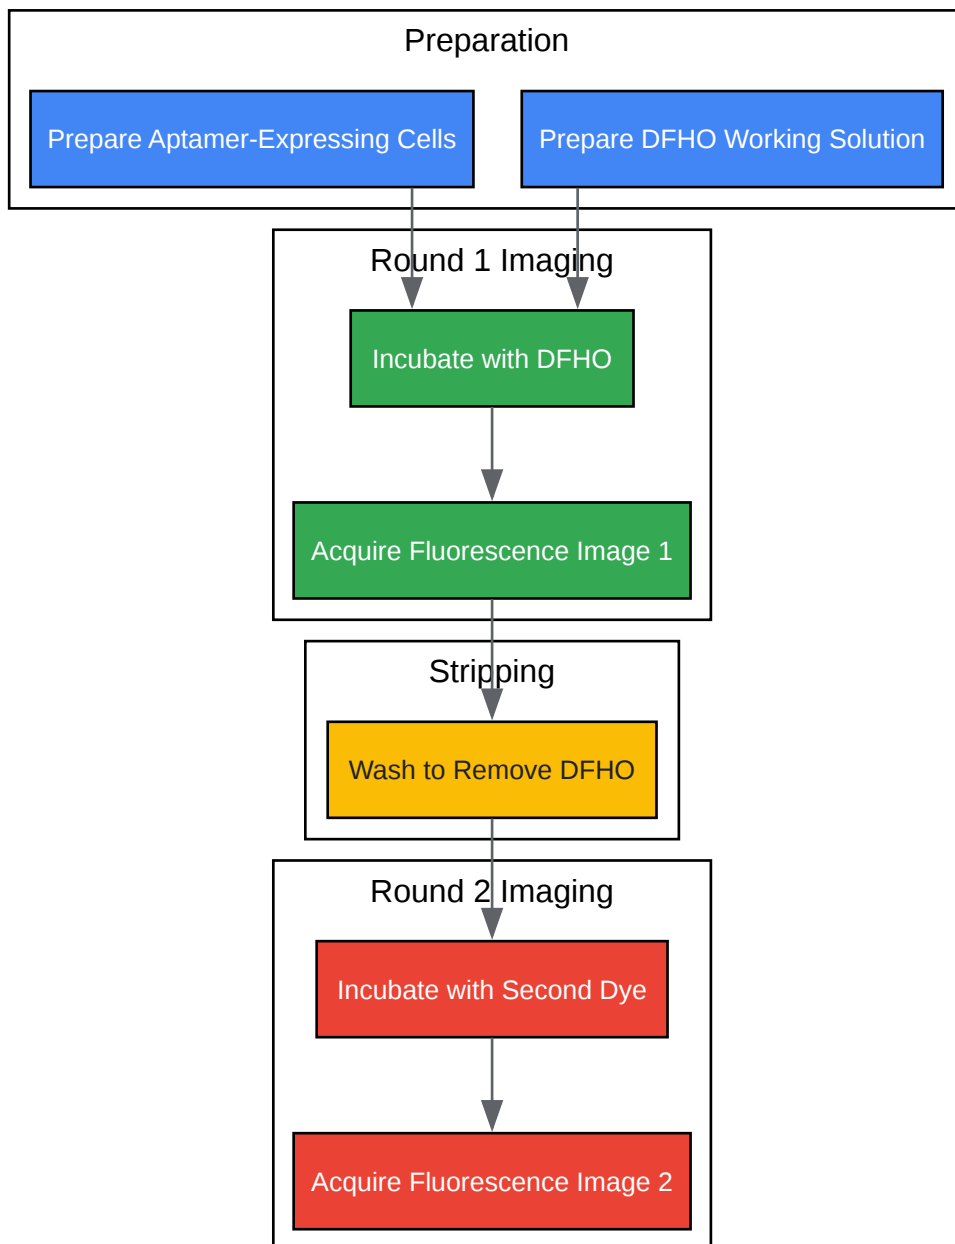 Preparation
Prepare Aptamer-Expressing Cells
Prepare DFHO Working Solution
Round 1 Imaging
Incubate with DFHO
Acquire Fluorescence Image 1
Stripping
Wash to Remove DFHO
Round 2 Imaging
Incubate with Second Dye
Acquire Fluorescence Image 2